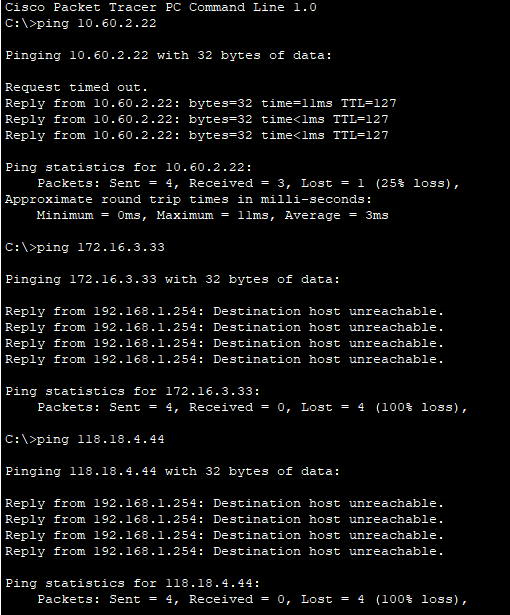 Cisco Packet Tracer PC Command Line 1.0
C:\>ping 10.60.2.22
Pinging 10.60.2.22 with 32 bytes of data:
Request timed out.
Reply from 10.60.2.22: bytes=32 time=11ms TTL=127
Reply from 10.60.2.22: bytes=32 time<1ms TTL=127
Reply from 10.60.2.22: bytes=32 time<1ms TTL=127
Ping statistics for 10.60.2.22:
    Packets: Sent = 4, Received = 3, Lost = 1 (25% loss),
Approximate round trip times in milli-seconds:
    Minimum = 0ms, Maximum = 11ms, Average = 3ms
C:\>ping 172.16.3.33
Pinging 172.16.3.33 with 32 bytes of data:
Reply from 192.168.1.254: Destination host unreachable.
Reply from 192.168.1.254: Destination host unreachable.
Reply from 192.168.1.254: Destination host unreachable.
Reply from 192.168.1.254: Destination host unreachable.
Ping statistics for 172.16.3.33:
    Packets: Sent = 4, Received = 0, Lost = 4 (100% loss),
C:\>ping 118.18.4.44
Pinging 118.18.4.44 with 32 bytes of data:
Reply from 192.168.1.254: Destination host unreachable.
Reply from 192.168.1.254: Destination host unreachable.
Reply from 192.168.1.254: Destination host unreachable.
Reply from 192.168.1.254: Destination host unreachable.
Ping statistics for 118.18.4.44:
    Packets: Sent = 4, Received = 0, Lost = 4 (100% loss),